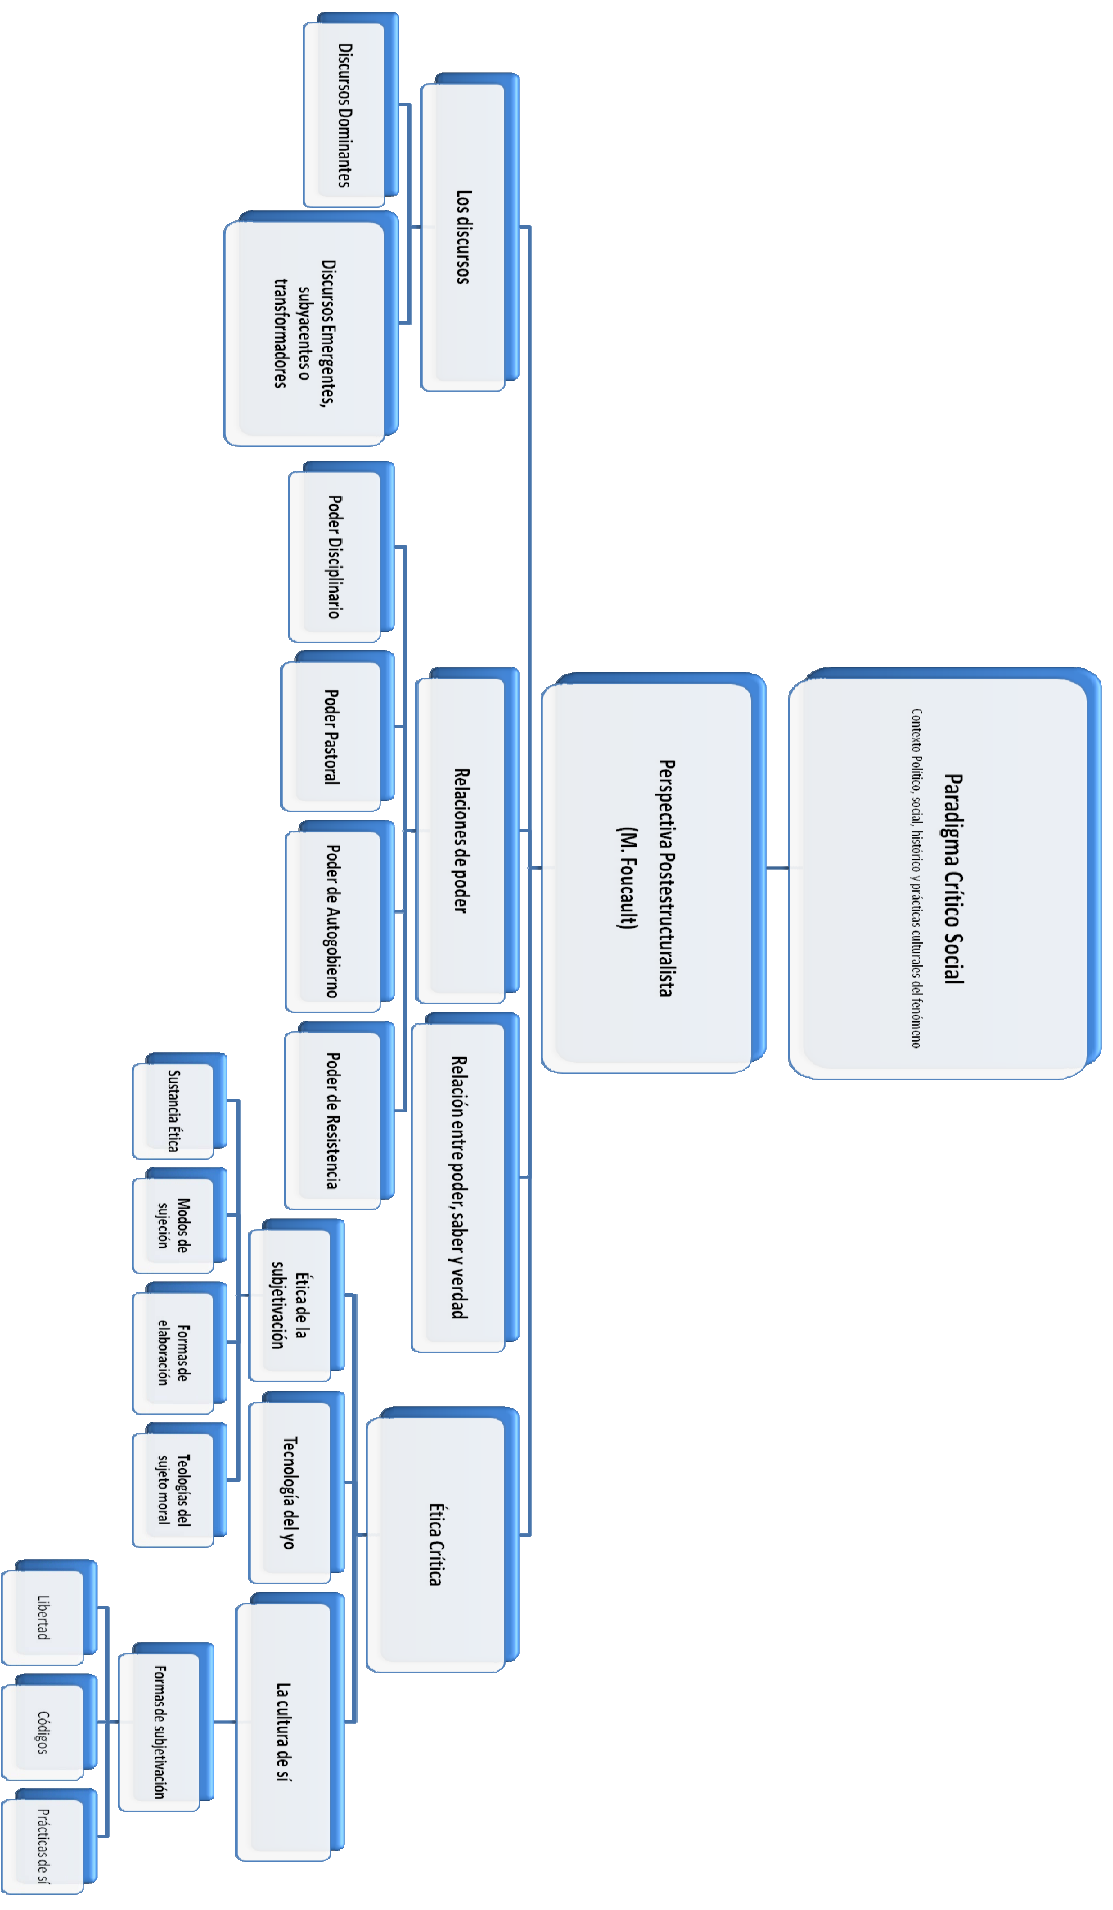 Paradigma Crítico Social
Contexto Político, social, histórico y prácticas culturales del fenómeno
Perspectiva Postestructuralista
(M. Foucault)
Los discursos
Discursos Dominantes
Discursos Emergentes,
subyacentes o
transformadores
Relaciones de poder
Poder Disciplinario
Poder Pastoral
Poder de Autogobierno
Poder de Resistencia
Relación entre poder, saber y verdad
Ética Crítica
Ética de la
subjetivación
Sustancia Ética
Modos de
sujeción
Formas de
elaboración
Teologías del
sujeto moral
Tecnología del yo
La cultura de sí
Formas de subjetivación
Libertad
Códigos
Prácticas de sí